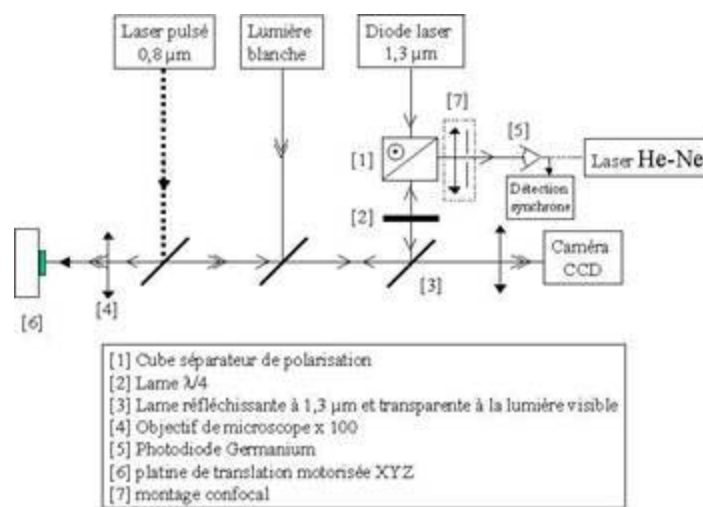 Laser pulsé
0,8 µm
Lumière
blanche
Diode laser
1,3 µm
[7]
[5]
[1]
Laser He-Ne
Détection
synchrone
[2]
Caméra
CCD
[3]
[4]
[6]
[1] Cube séparateur de polarisation
[2] Lame λ/4
[3] Lame réfléchissante à 1,3 µm et transparente à la lumière visible
[4] Objectif de microscope x 100
[5] Photodiode Germanium
[6] platine de translation motorisée XYZ
[7] montage confocal